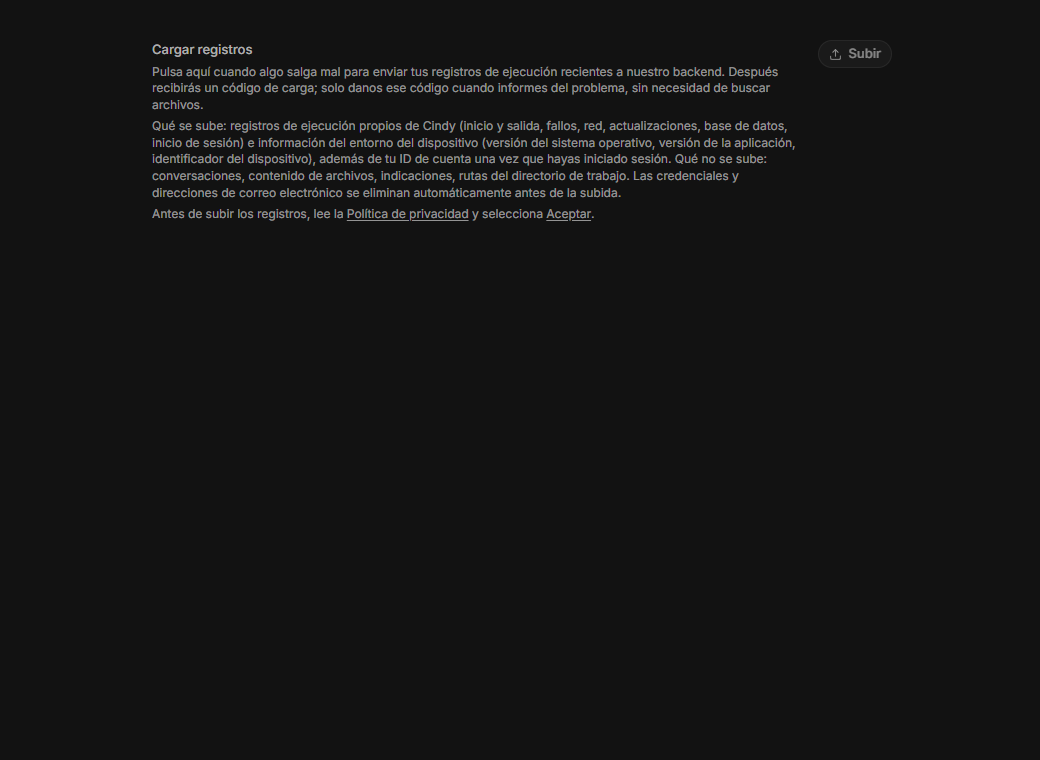 Cargar registros
Subir
Pulsa aquí cuando algo salga mal para enviar tus registros de ejecución recientes a nuestro backend. Después
recibirás un código de carga; solo danos ese código cuando informes del problema, sin necesidad de buscar
archivos.
Qué se sube: registros de ejecución propios de Cindy (inicio y salida, fallos, red, actualizaciones, base de datos,
inicio de sesión) e información del entorno del dispositivo (versión del sistema operativo, versión de la aplicación,
identificador del dispositivo), además de tu ID de cuenta una vez que hayas iniciado sesión. Qué no se sube:
conversaciones, contenido de archivos, indicaciones, rutas del directorio de trabajo. Las credenciales y
direcciones de correo electrónico se eliminan automáticamente antes de la subida.
Antes de subir los registros, lee la Política de privacidad y selecciona Aceptar.